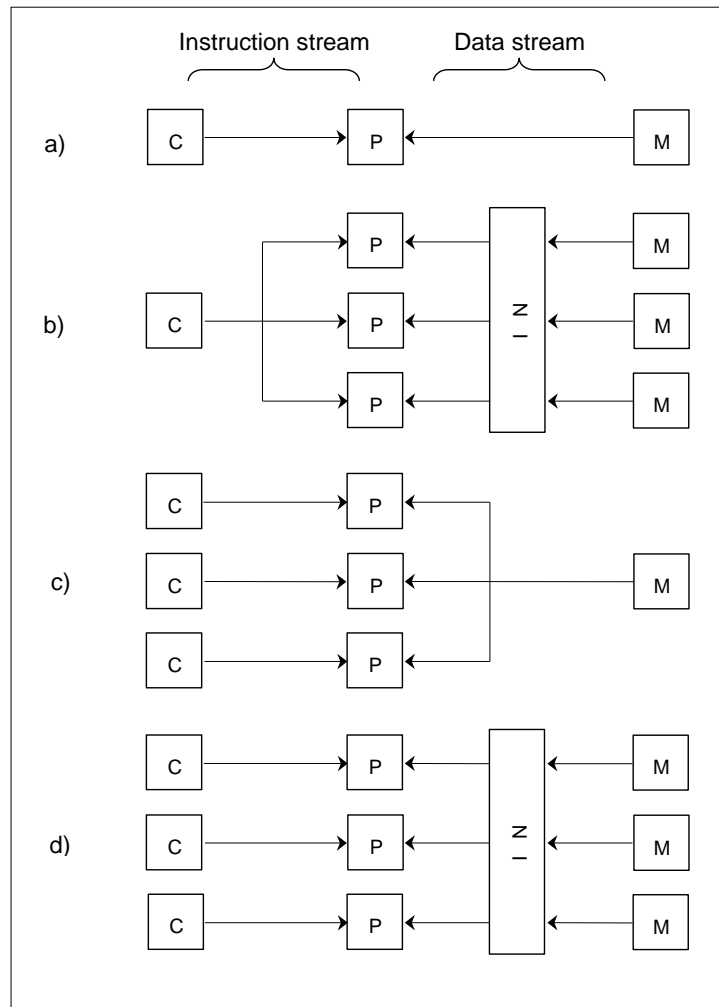 Instruction stream Data stream
a) C P M
P M
b) C P I N M
P M
C P
c) C P M
C P
C P M
d) C P I N M
C P M